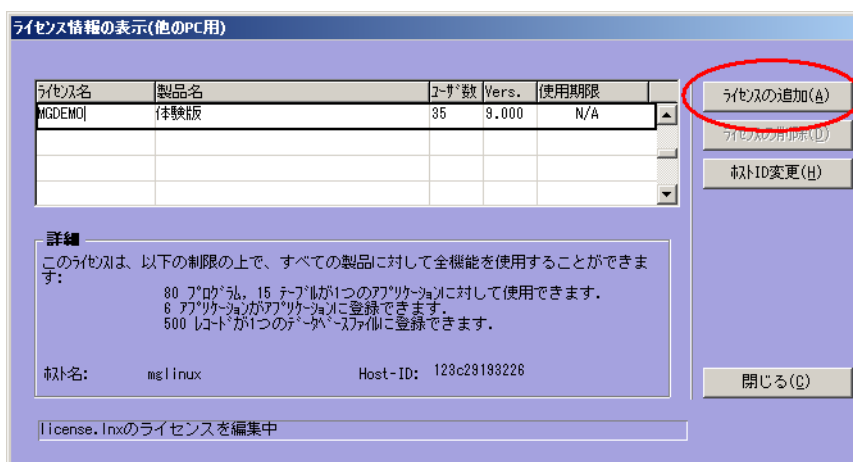 ライセンス情報の表示(他のPC用)
ライセンス名 製品名 ユーザ数 Vers. 使用期限
MGDEMO 体験版 35 9.000 N/A
ライセンスの追加(A)
ライセンスの削除(D)
ホストID変更(H)
詳細
このライセンスは、以下の制限の上で、すべての製品に対して全機能を使用することができま
す:
80 プログラム, 15 テーブルが1つのアプリケーションに対して使用できます.
6 アプリケーションがアプリケーションに登録できます.
500 レコードが1つのデータベースファイルに登録できます.
ホスト名: mglinux Host-ID: 123c29193226
閉じる(C)
license.lnxのライセンスを編集中